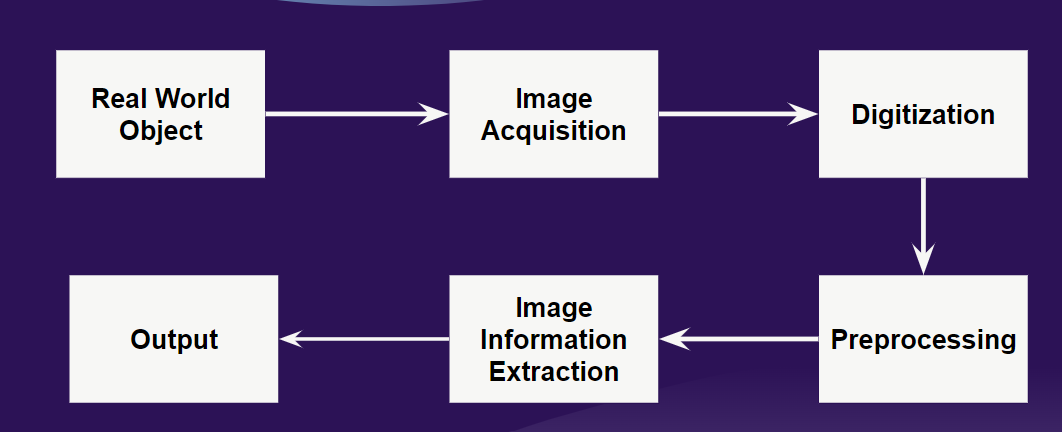 Real World
Object
Image
Acquisition
Digitization
Output
Image
Information
Extraction
Preprocessing